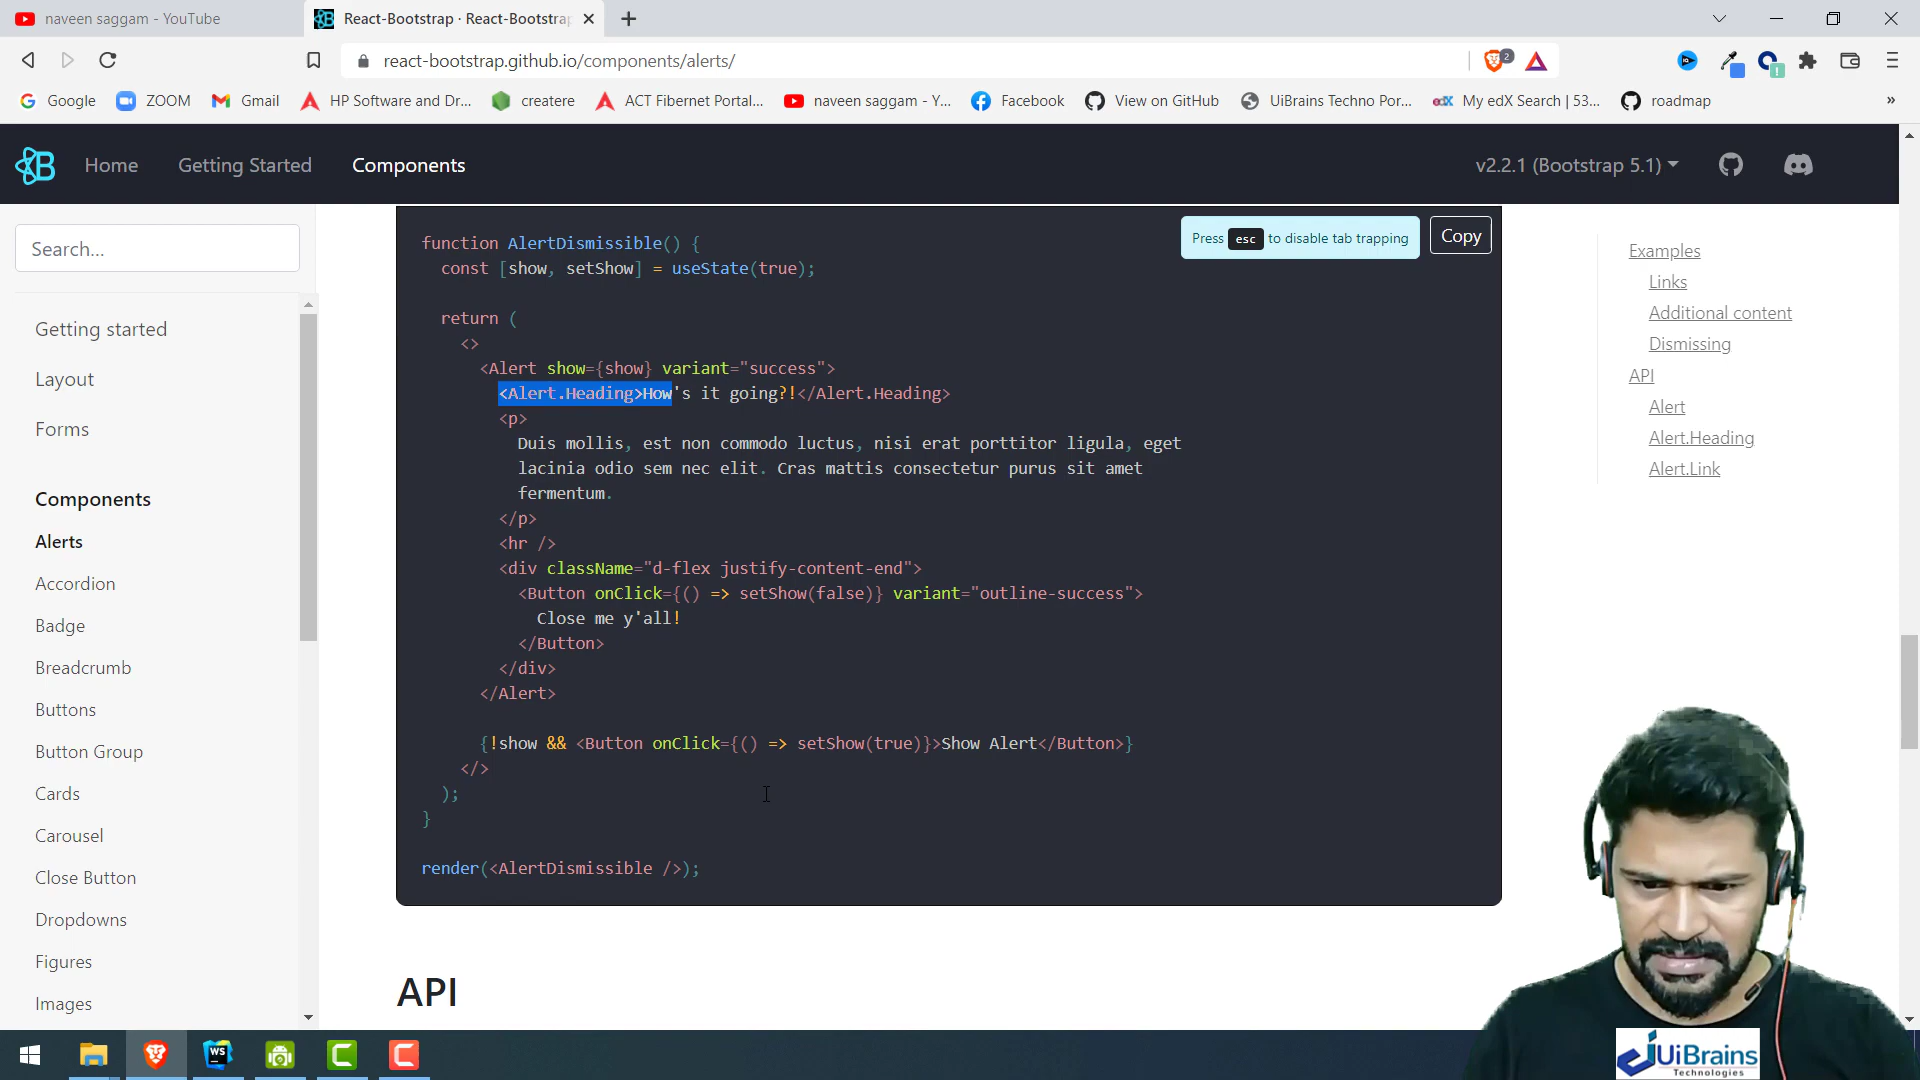 naveen saggam - YouTube
React-Bootstrap · React-Bootstrap
react-bootstrap.github.io/components/alerts/
2
Google
ZOOM
Gmail
HP Software and Dr...
createre
ACT Fibernet Portal...
naveen saggam - Y...
Facebook
View on GitHub
UiBrains Techno Por...
edX
My edX Search | 53...
roadmap
»
Home
Getting Started
Components
v2.2.1 (Bootstrap 5.1)
Search...
Getting started
Layout
Forms
Components
Alerts
Accordion
Badge
Breadcrumb
Buttons
Button Group
Cards
Carousel
Close Button
Dropdowns
Figures
Images
Press esc to disable tab trapping
Copy
function AlertDismissible() {
const [show, setShow] = useState(true);
return (
<>
<Alert show={show} variant="success">
<Alert.Heading>How's it going?!</Alert.Heading>
<p>
Duis mollis, est non commodo luctus, nisi erat porttitor ligula, eget
lacinia odio sem nec elit. Cras mattis consectetur purus sit amet
fermentum.
</p>
<hr />
<div className="d-flex justify-content-end">
<Button onClick={() => setShow(false)} variant="outline-success">
Close me y'all!
</Button>
</div>
</Alert>
{!show && <Button onClick={() => setShow(true)}>Show Alert</Button>}
</>
);
}
render(<AlertDismissible />);
API
Examples
Links
Additional content
Dismissing
API
Alert
Alert.Heading
Alert.Link
WS
UiBrains
Technologies